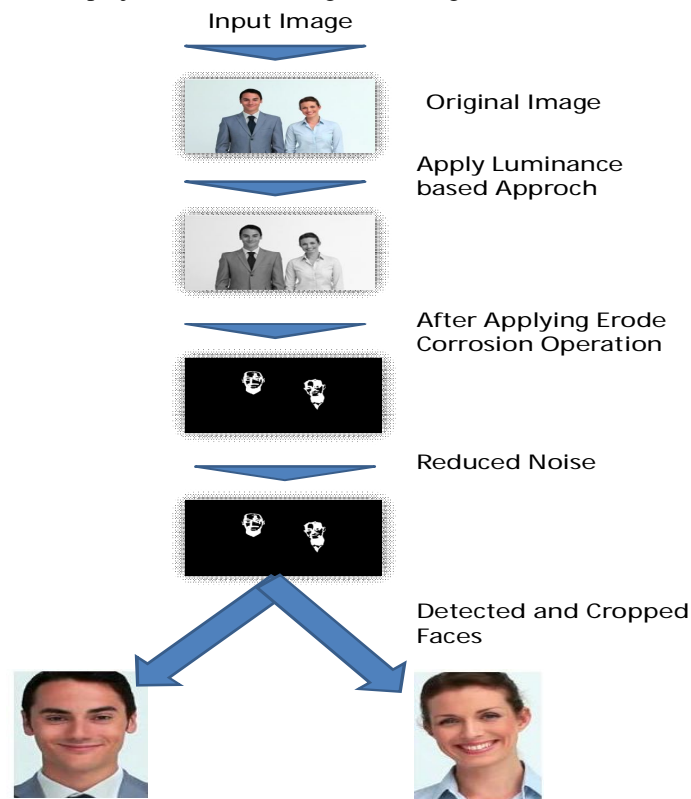 Input Image
Original Image
Apply Luminance
based Approch
After Applying Erode
Corrosion Operation
Reduced Noise
Detected and Cropped
Faces